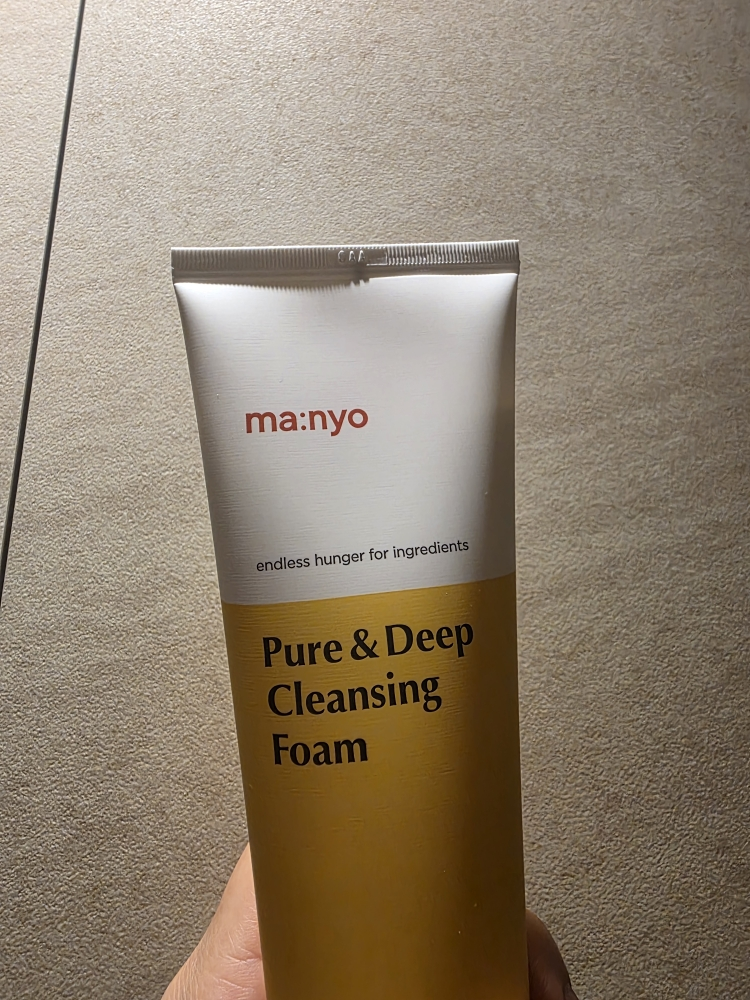 ma:nyo
endless hunger for ingredients
Pure & Deep
Cleansing
Foam